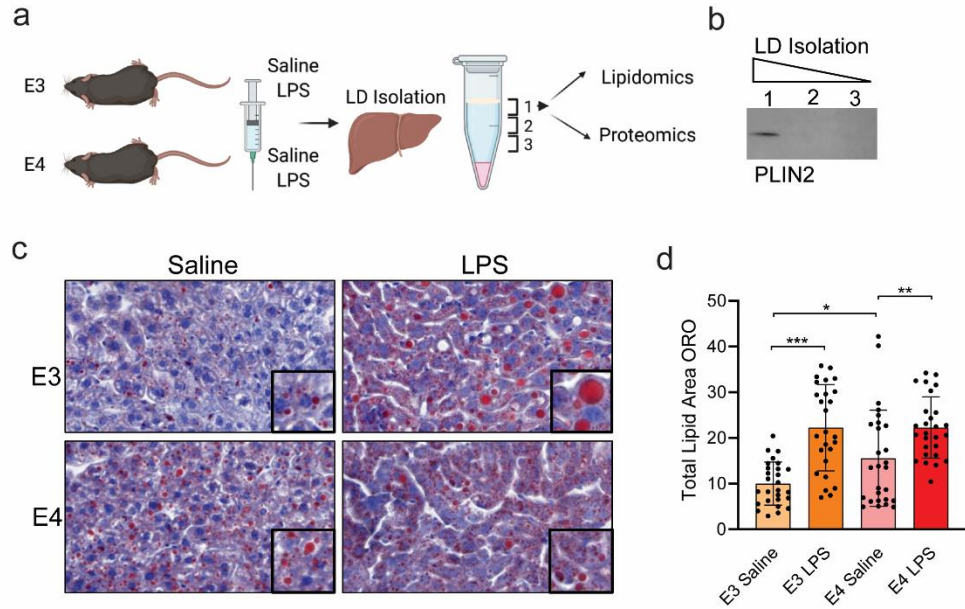 a
E3
E4
Saline
LPS
Saline
LPS
LD Isolation
1
2
3
Lipidomics
Proteomics
b
LD Isolation
1 2 3
PLIN2
c
Saline LPS
E3
E4
d
Total Lipid Area ORO
50
40
30
20
10
0
*
**
***
E3 Saline
E3 LPS
E4 Saline
E4 LPS